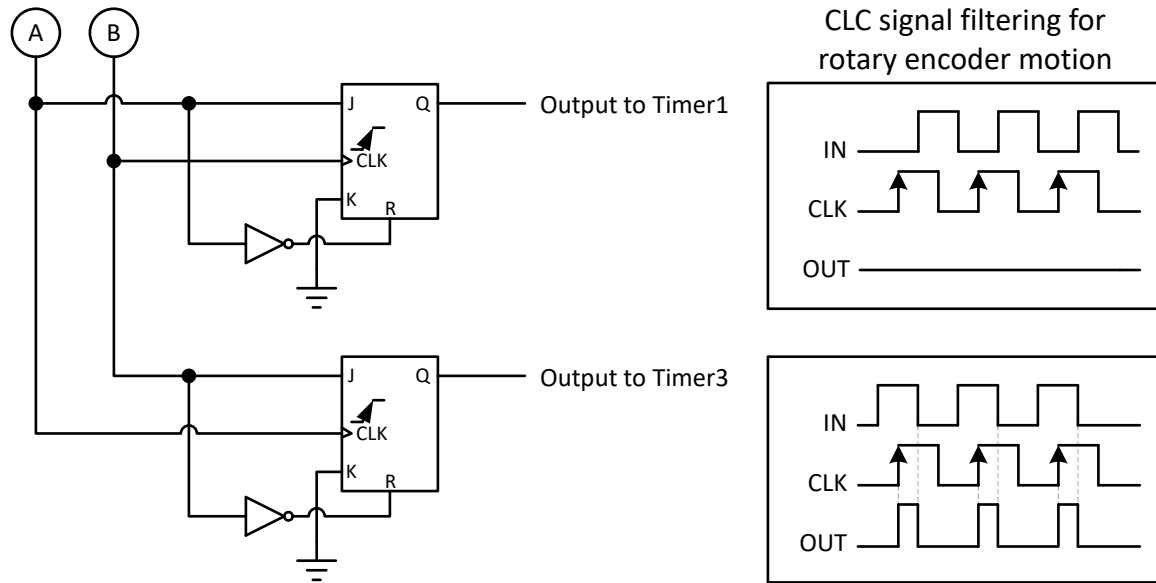 A
B
CLC signal filtering for
rotary encoder motion
J
Q
Output to Timer1
CLK
K
R
IN
CLK
OUT
J
Q
Output to Timer3
CLK
K
R
IN
CLK
OUT